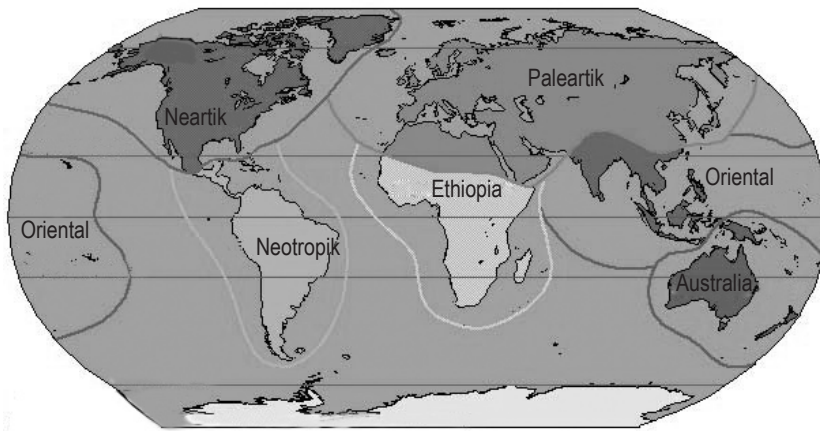 Paleartik
Neartik
Ethiopia
Oriental
Oriental
Neotropik
Australia